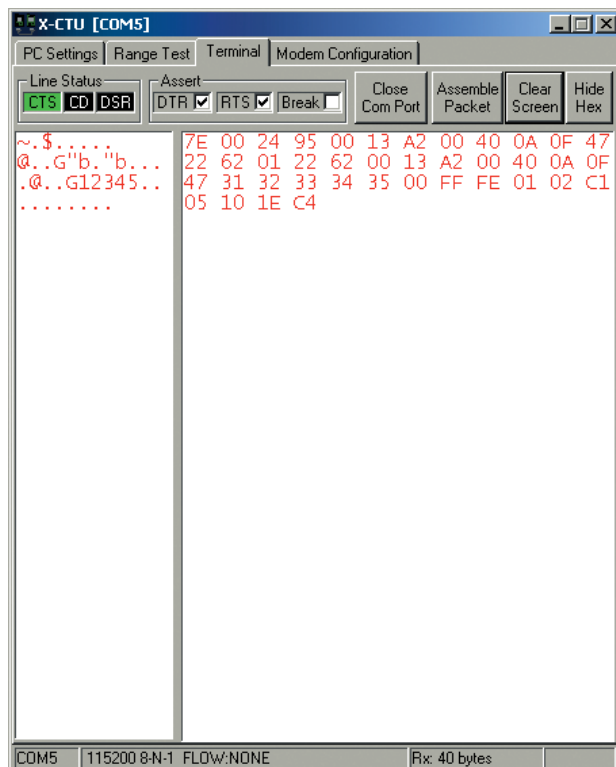 X-CTU [COM5]
PC Settings Range Test Terminal Modem Configuration
Line Status Assert
CTS CD DSR DTR RTS Break Close Com Port Assemble Packet Clear Screen Hide Hex
~.$..... 7E 00 24 95 00 13 A2 00 40 0A 0F 47
@..G"b."b... 22 62 01 22 62 00 13 A2 00 40 0A 0F
.@..G12345.. 47 31 32 33 34 35 00 FF FE 01 02 C1
........ 05 10 1E C4
COM5 115200 8-N-1 FLOW:NONE Rx: 40 bytes